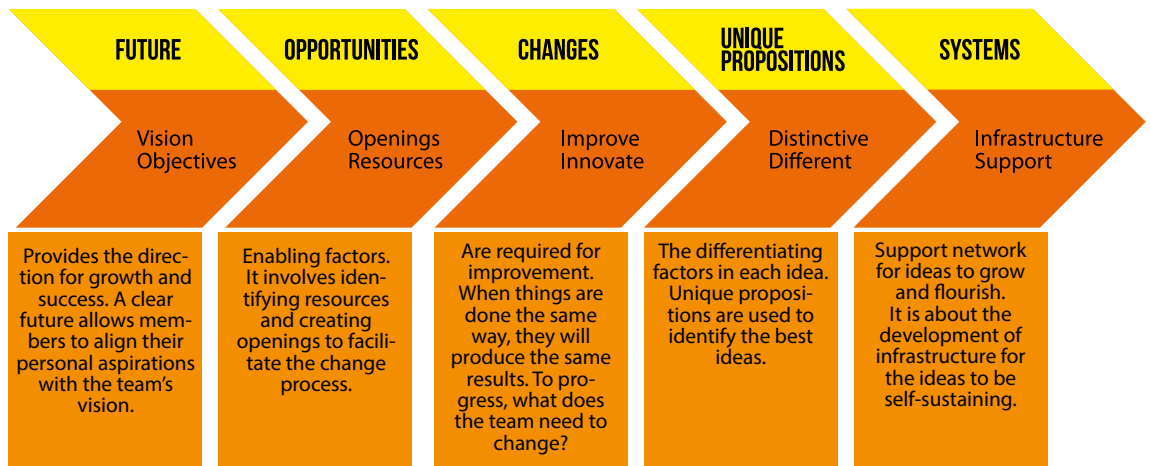 FUTURE
Vision
Objectives
Provides the direc-
tion for growth and
success. A clear
future allows mem-
bers to align their
personal aspirations
with the team’s
vision.
OPPORTUNITIES
Openings
Resources
Enabling factors.
It involves iden-
tifying resources
and creating
openings to facili-
tate the change
process.
CHANGES
Improve
Innovate
Are required for
improvement.
When things are
done the same
way, they will
produce the same
results. To pro-
gress, what does
the team need to
change?
UNIQUE
PROPOSITIONS
Distinctive
Different
The differentiating
factors in each idea.
Unique proposi-
tions are used to
identify the best
ideas.
SYSTEMS
Infrastructure
Support
Support network
for ideas to grow
and flourish.
It is about the
development of
infrastructure for
the ideas to be
self-sustaining.